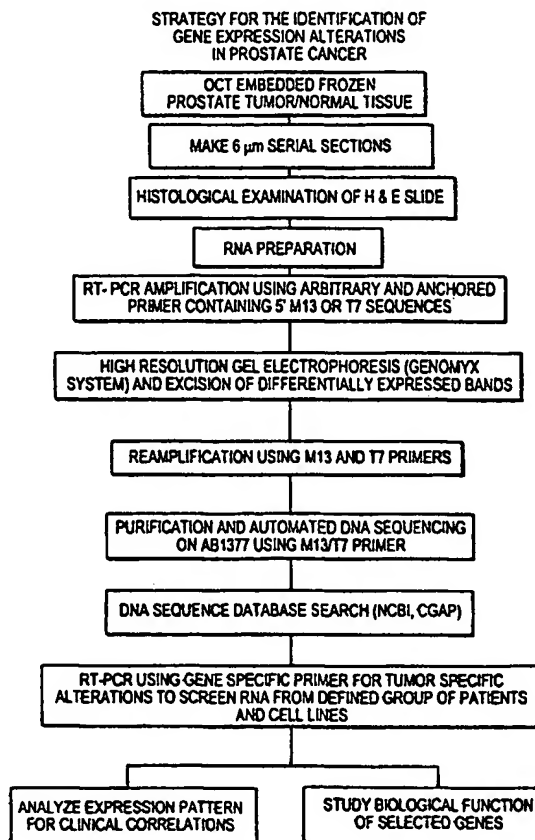 STRATEGY FOR THE IDENTIFICATION OF
GENE EXPRESSION ALTERATIONS
IN PROSTATE CANCER
OCT EMBEDDED FROZEN
PROSTATE TUMOR/NORMAL TISSUE
MAKE 6 µm SERIAL SECTIONS
HISTOLOGICAL EXAMINATION OF H & E SLIDE
RNA PREPARATION
RT- PCR AMPLIFICATION USING ARBITRARY AND ANCHORED
PRIMER CONTAINING 5' M13 OR T7 SEQUENCES
HIGH RESOLUTION GEL ELECTROPHORESIS (GENOMYX
SYSTEM) AND EXCISION OF DIFFERENTIALLY EXPRESSED BANDS
REAMPLIFICATION USING M13 AND T7 PRIMERS
PURIFICATION AND AUTOMATED DNA SEQUENCING
ON AB1377 USING M13/T7 PRIMER
DNA SEQUENCE DATABASE SEARCH (NCBI, CGAP)
RT-PCR USING GENE SPECIFIC PRIMER FOR TUMOR SPECIFIC
ALTERATIONS TO SCREEN RNA FROM DEFINED GROUP OF PATIENTS
AND CELL LINES
ANALYZE EXPRESSION PATTERN
FOR CLINICAL CORRELATIONS
STUDY BIOLOGICAL FUNCTION
OF SELECTED GENES